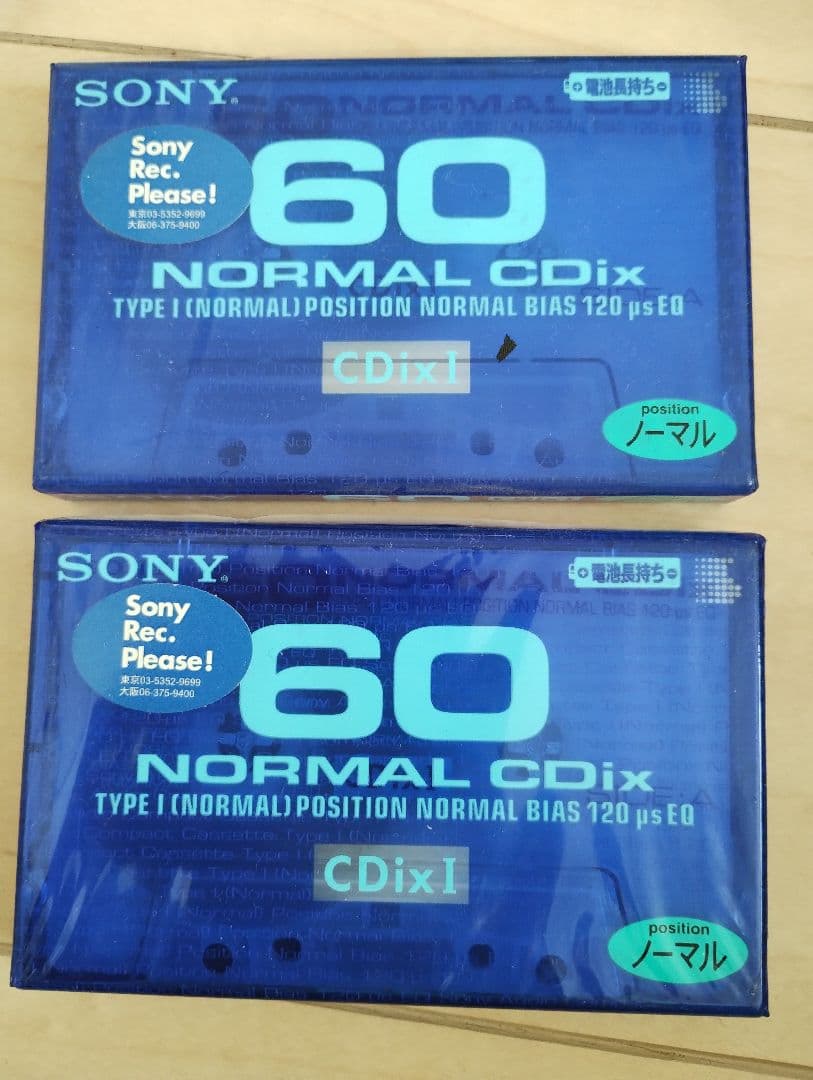 SONY
⊕電池長持ち⊖
Sony
Rec.
Please!
東京03-5352-9699
大阪06-375-9400
60
NORMAL CDix
TYPE I (NORMAL) POSITION NORMAL BIAS 120 µs EQ
SIDE:A
CDix I
position
ノーマル
SONY
⊕電池長持ち⊖
Sony
Rec.
Please!
東京03-5352-9699
大阪06-375-9400
60
NORMAL CDix
TYPE I (NORMAL) POSITION NORMAL BIAS 120 µs EQ
SIDE:A
CDix I
position
ノーマル